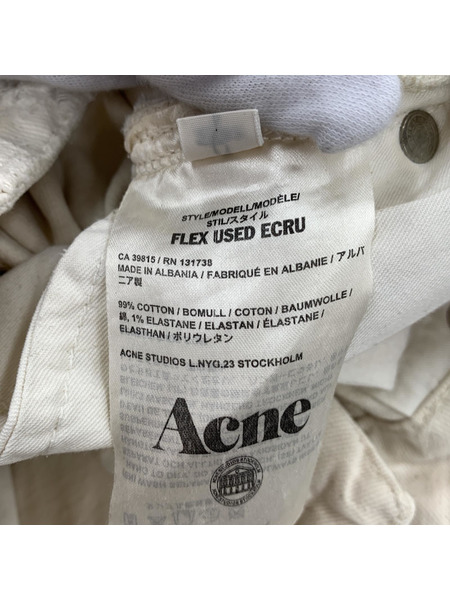 STYLE/MODELL/MODÈLE/
STIL/スタイル
FLEX USED ECRU
CA 39815 / RN 131738
MADE IN ALBANIA / FABRIQUÉ EN ALBANIE / アルバ
ニア製
99% COTTON / BOMULL / COTON / BAUMWOLLE /
綿, 1% ELASTANE / ELASTAN / ÉLASTANE /
ELASTHAN / ポリウレタン
ACNE STUDIOS L.NYG.23 STOCKHOLM
Acne